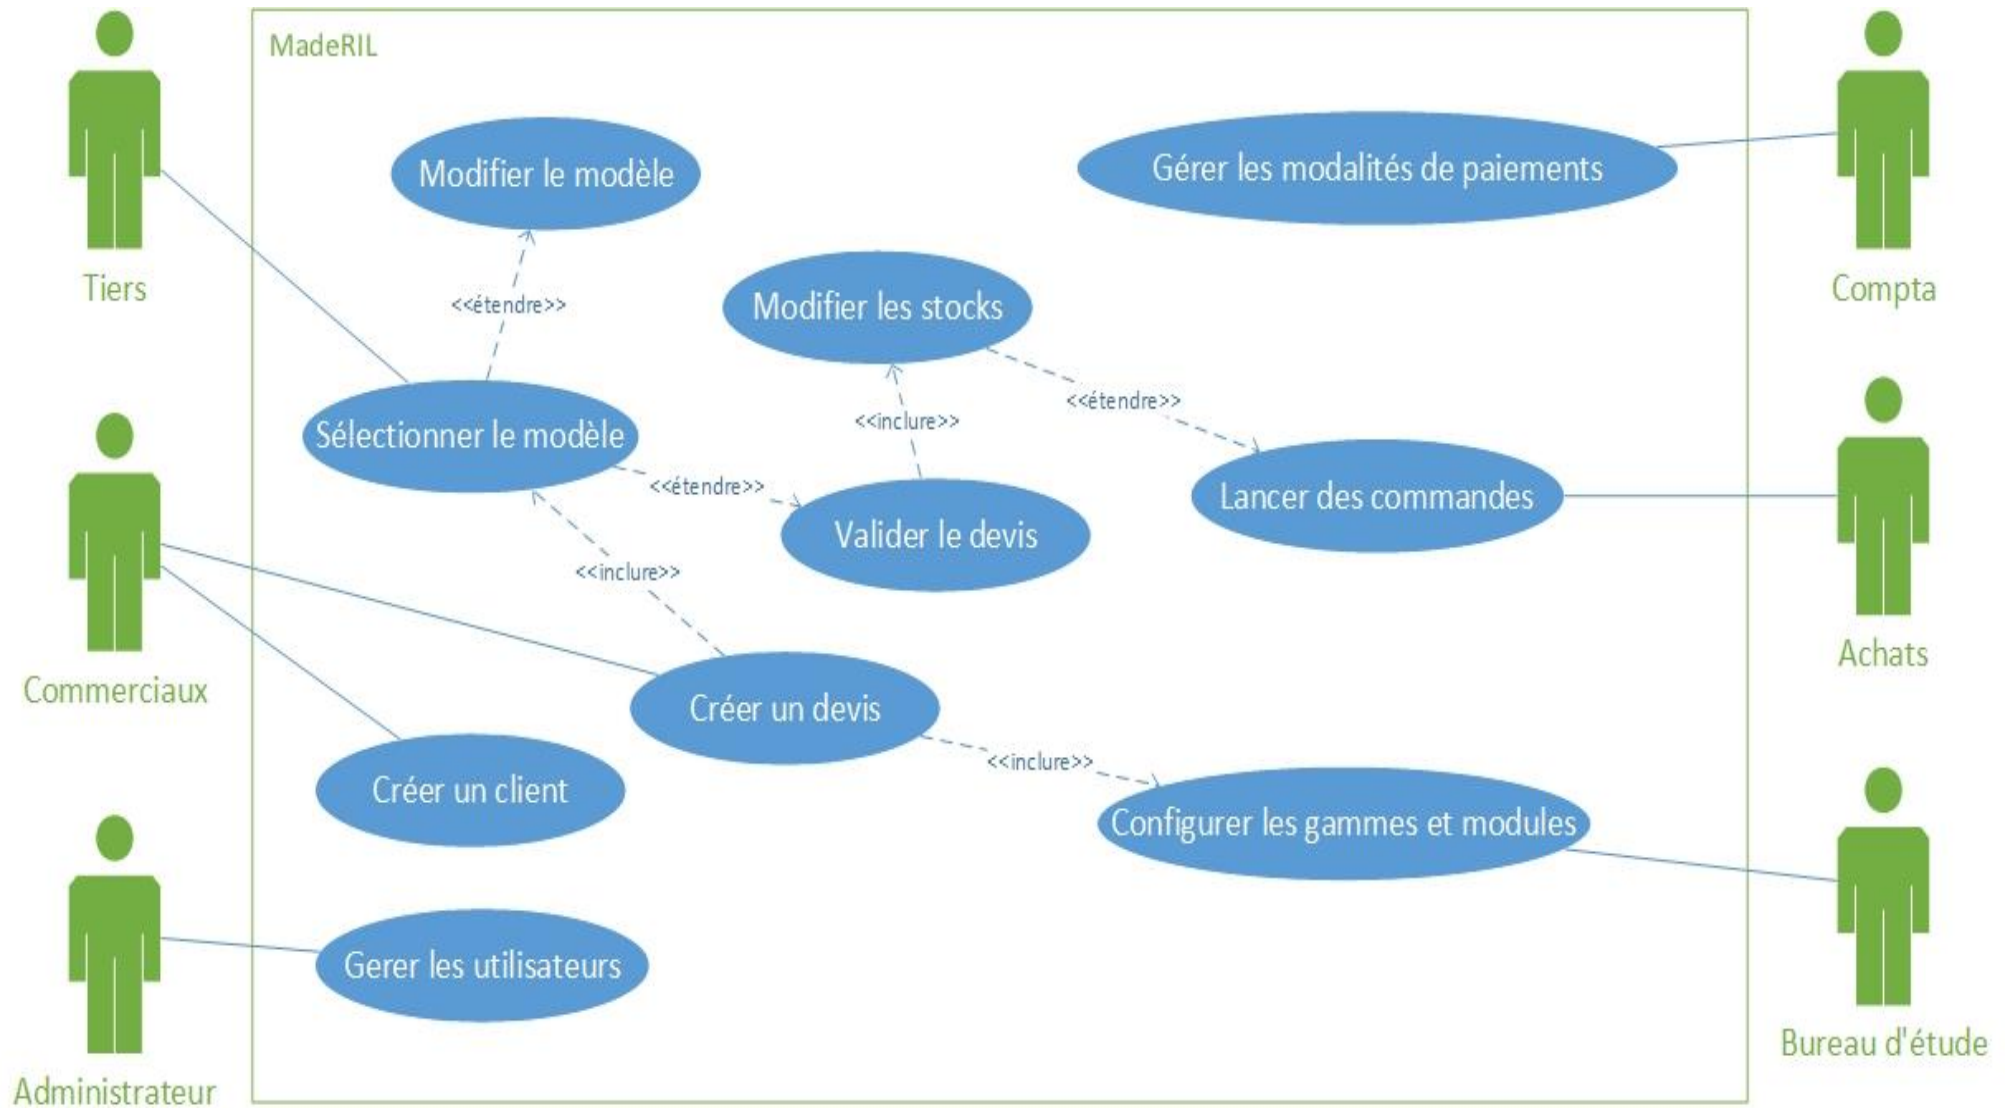 MadeRIL
Modifier le modèle
Gérer les modalités de paiements
Tiers
Compta
<<étendre>>
Modifier les stocks
<<étendre>>
<<inclure>>
Sélectionner le modèle
<<étendre>>
Lancer des commandes
Valider le devis
<<inclure>>
Commerciaux
Achats
Créer un devis
<<inclure>>
Créer un client
Configurer les gammes et modules
Gerer les utilisateurs
Administrateur
Bureau d'étude